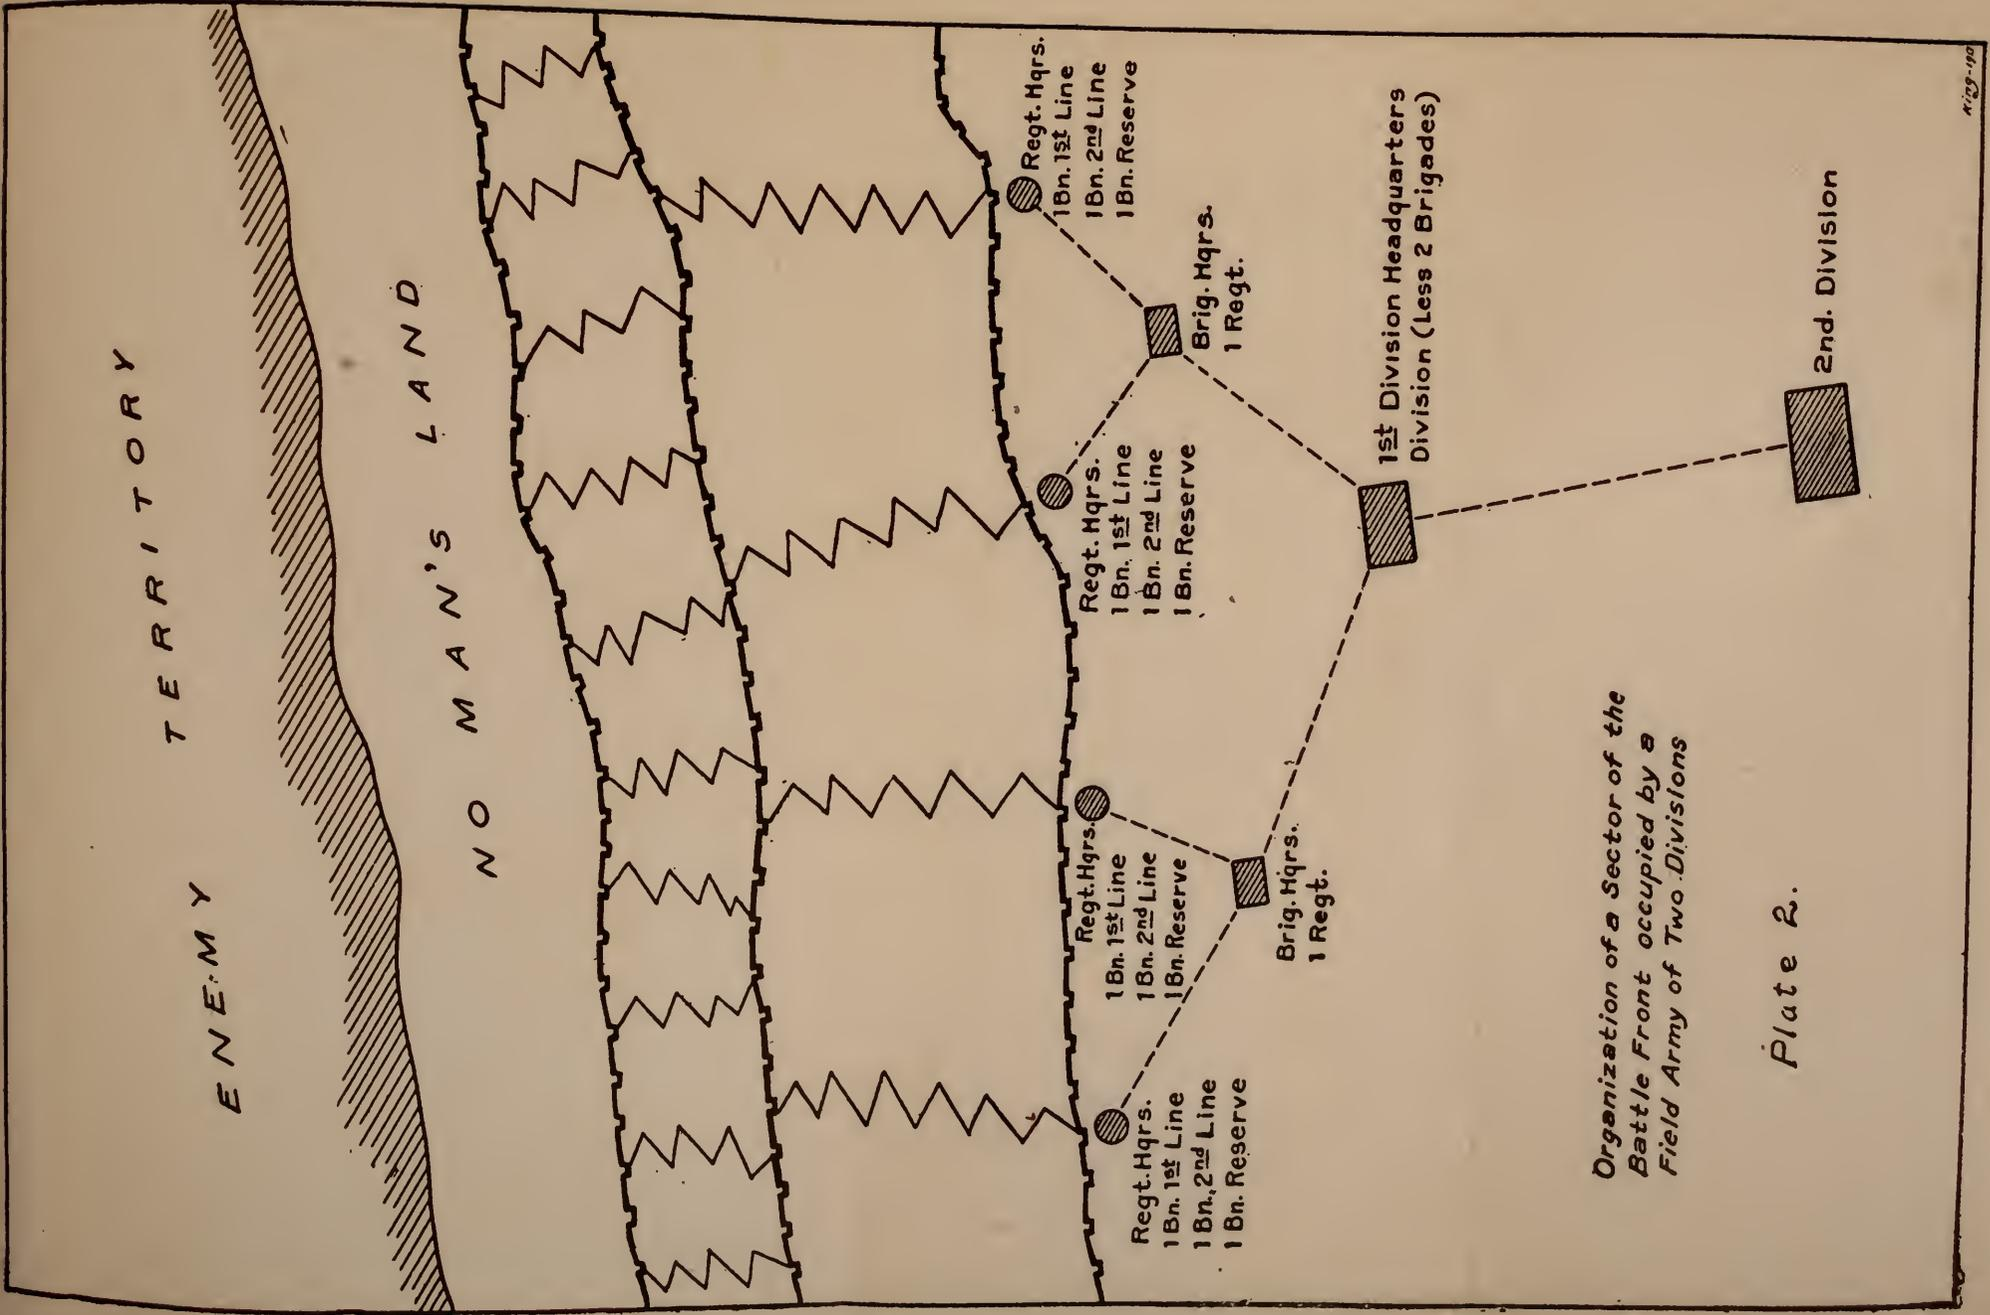 ENEMY TERRITORY
NO MAN'S LAND
Regt. Hqrs.
1 Bn. 1st Line
1 Bn. 2nd Line
1 Bn. Reserve
Regt. Hqrs.
1 Bn. 1st Line
1 Bn. 2nd Line
1 Bn. Reserve
Regt. Hqrs.
1 Bn. 1st Line
1 Bn. 2nd Line
1 Bn. Reserve
Regt. Hqrs.
1 Bn. 1st Line
1 Bn. 2nd Line
1 Bn. Reserve
Brig. Hqrs.
1 Regt.
Brig. Hqrs.
1 Regt.
1st Division Headquarters
Division (Less 2 Brigades)
2nd. Division
Organization of a Sector of the
Battle Front occupied by a
Field Army of Two Divisions
Plate 2.